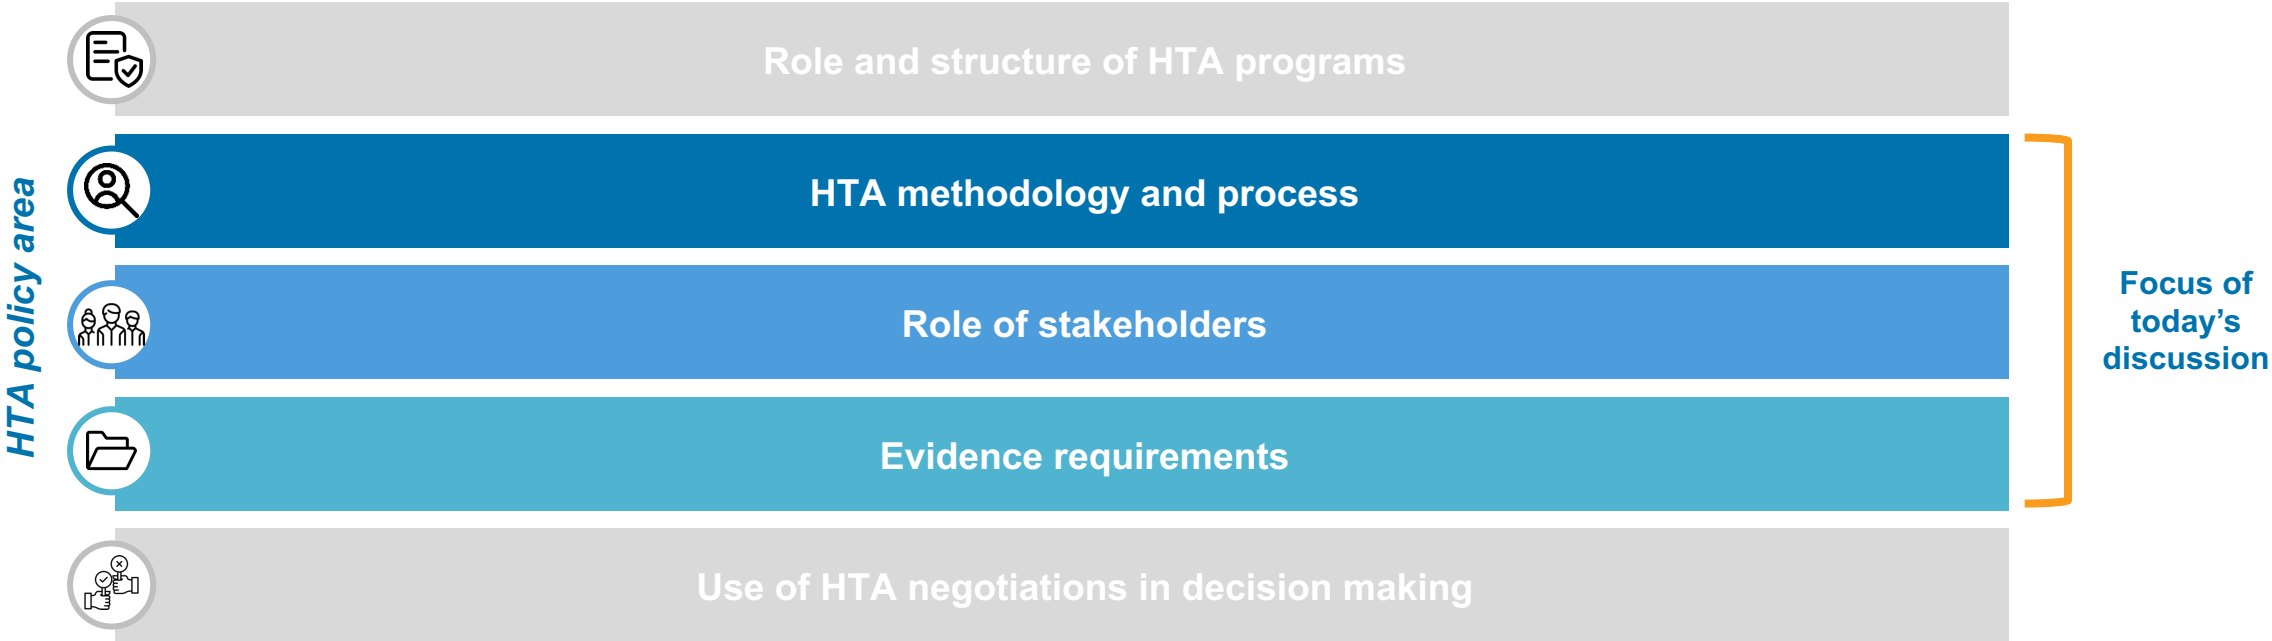 HTA policy area
Role and structure of HTA programs
HTA methodology and process
Role of stakeholders
Evidence requirements
Use of HTA negotiations in decision making
Focus of
today’s
discussion